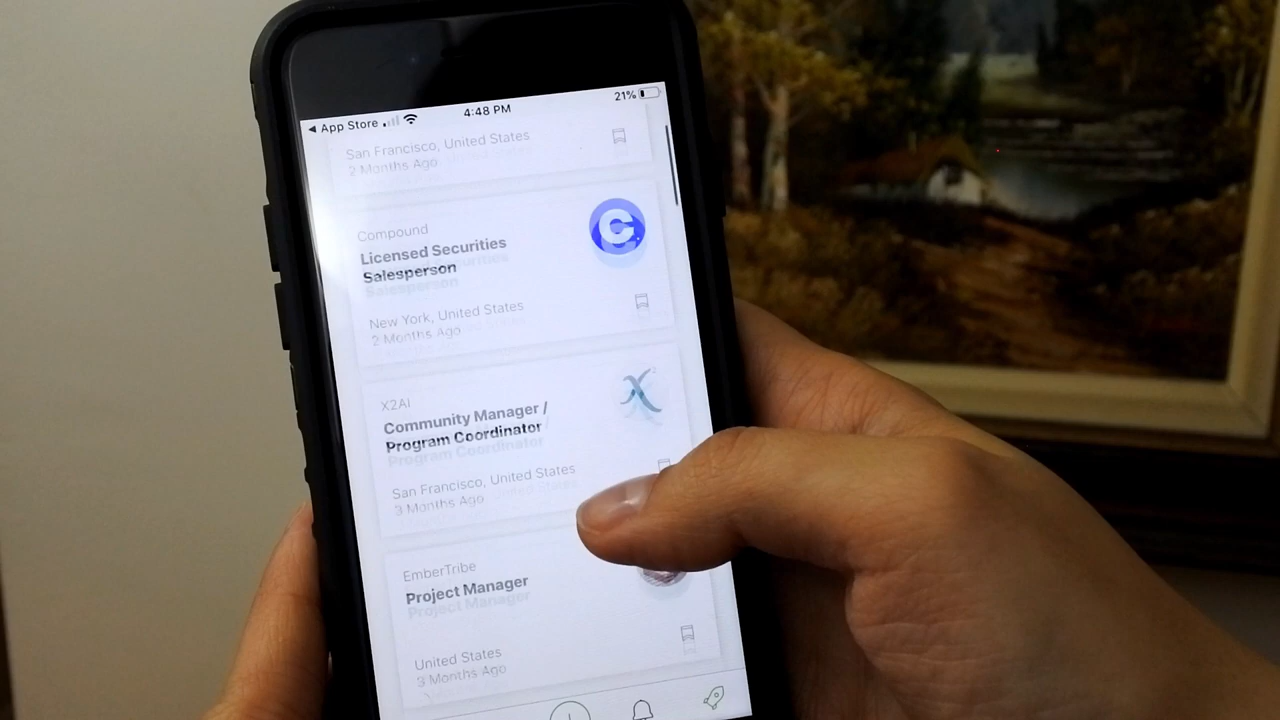 ◀ App Store 4:48 PM 21%
San Francisco, United States
2 Months Ago
Compound
Licensed Securities
Salesperson
New York, United States
2 Months Ago
X2AI
Community Manager /
Program Coordinator
San Francisco, United States
3 Months Ago
EmberTribe
Project Manager
United States
3 Months Ago